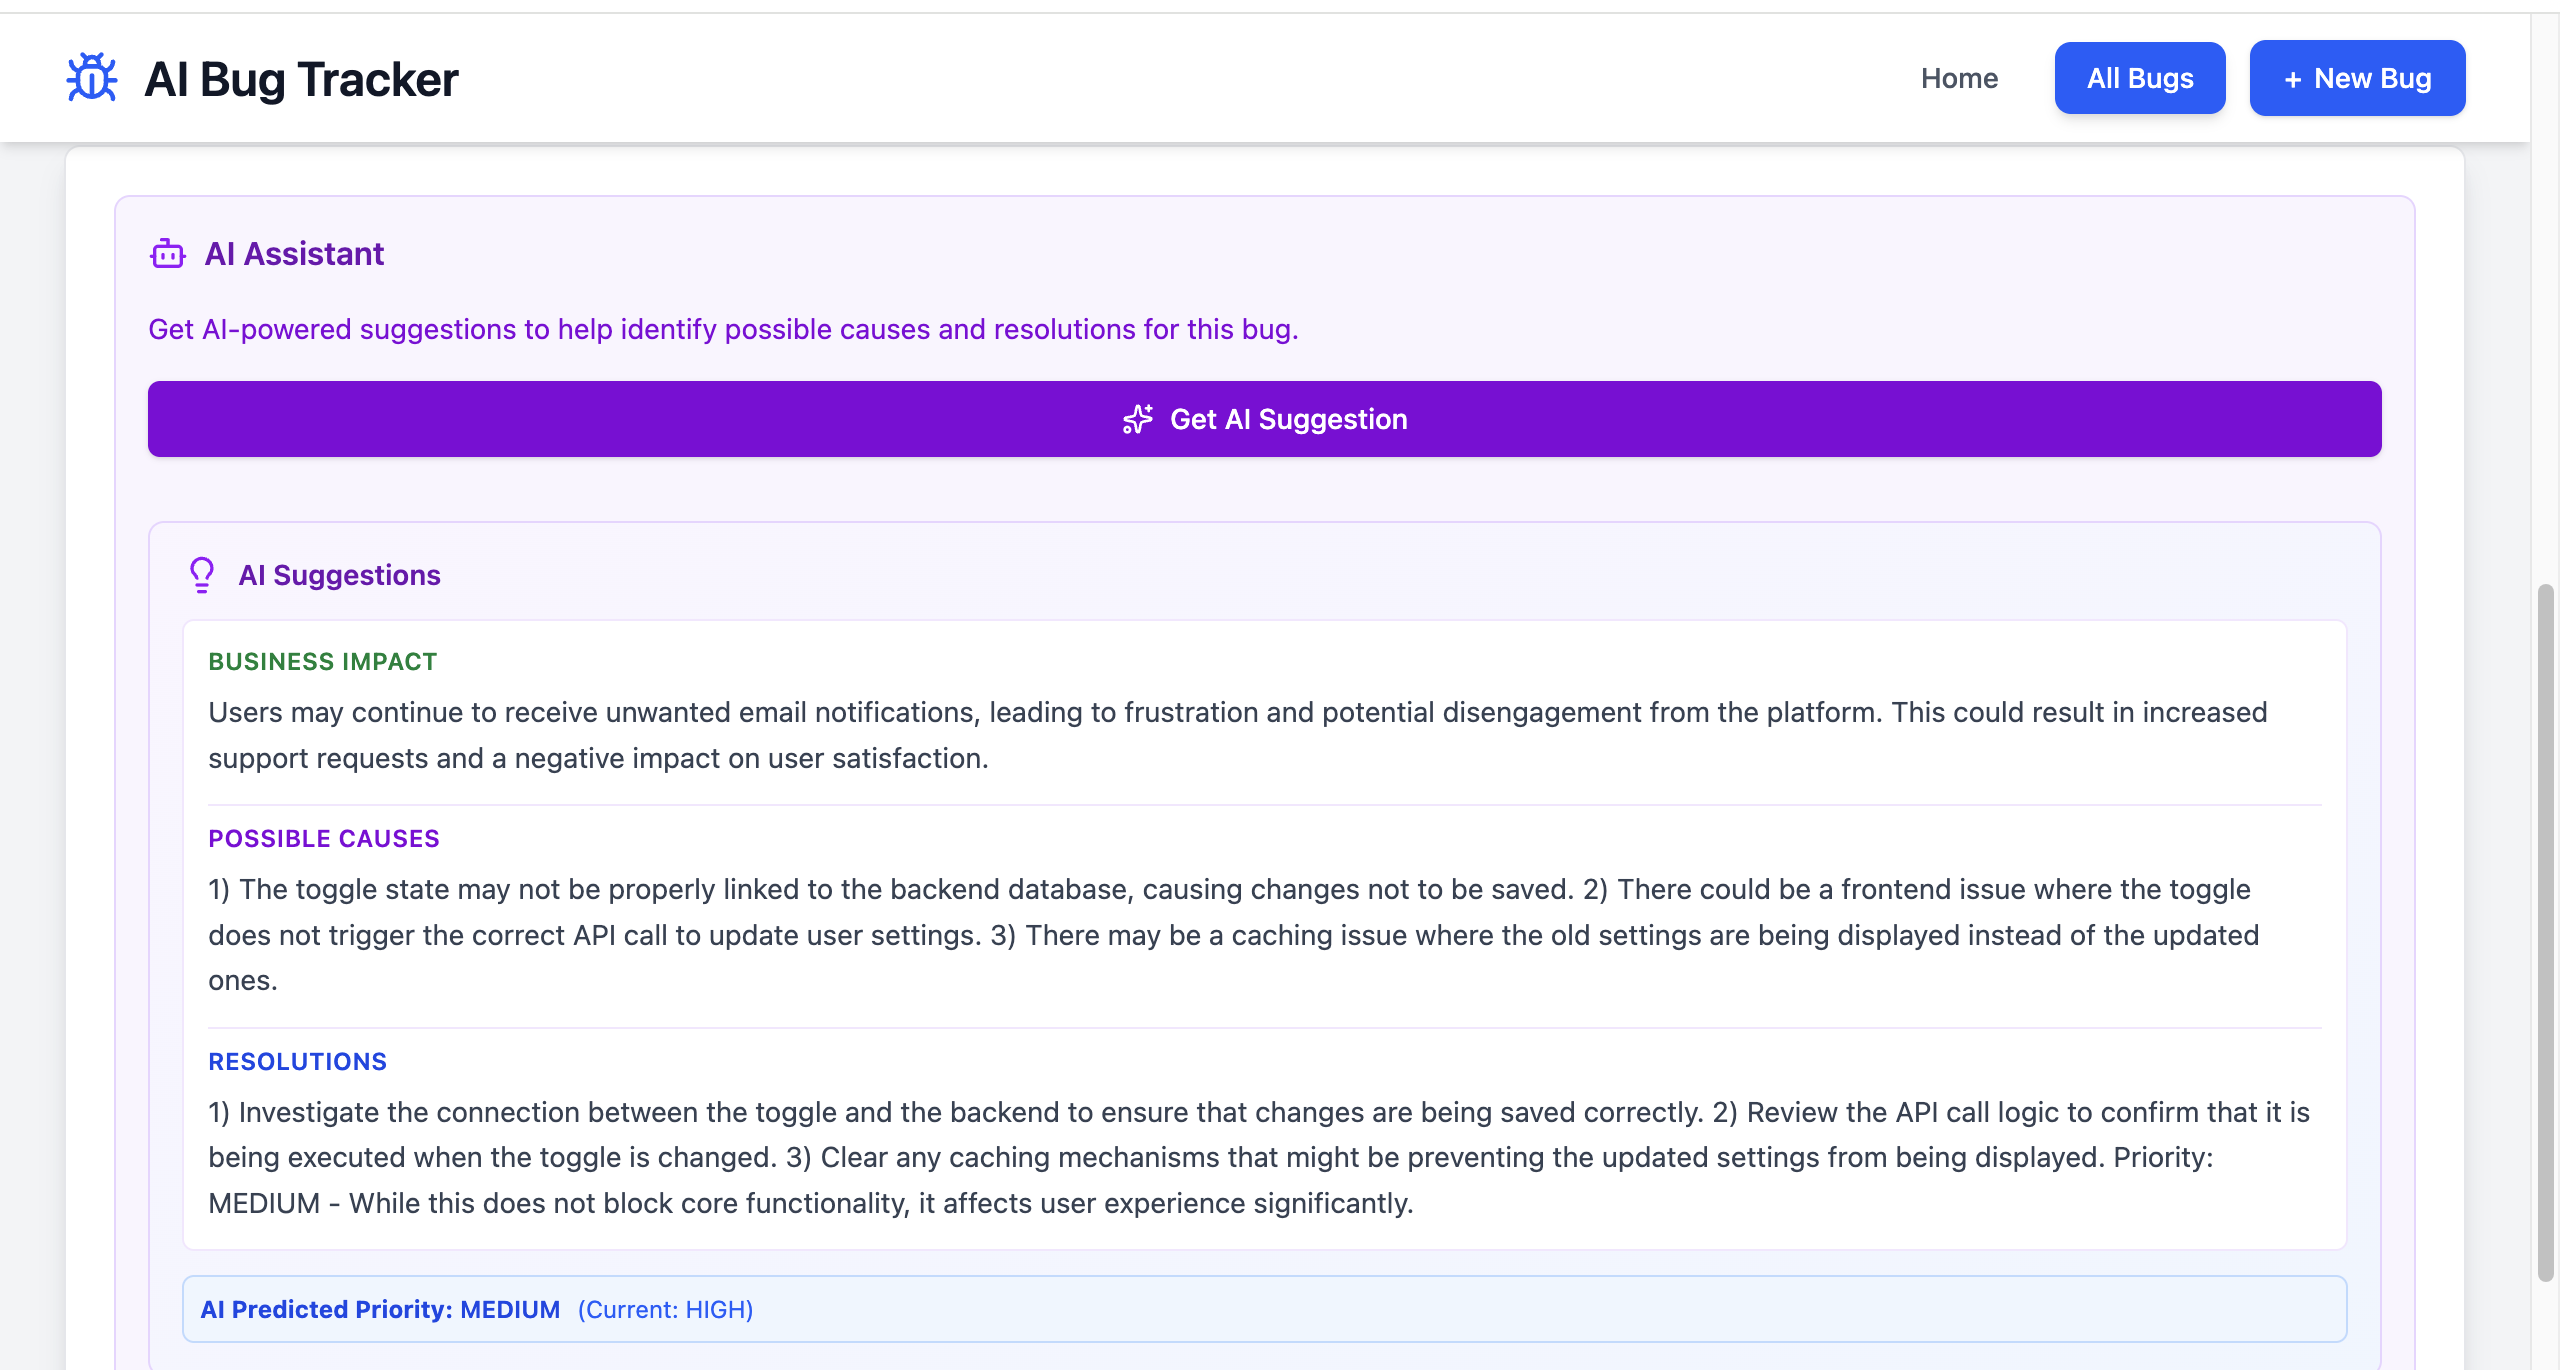 AI Bug Tracker
Home
All Bugs
+ New Bug
AI Assistant
Get AI-powered suggestions to help identify possible causes and resolutions for this bug.
Get AI Suggestion
AI Suggestions
BUSINESS IMPACT
Users may continue to receive unwanted email notifications, leading to frustration and potential disengagement from the platform. This could result in increased
support requests and a negative impact on user satisfaction.
POSSIBLE CAUSES
1) The toggle state may not be properly linked to the backend database, causing changes not to be saved. 2) There could be a frontend issue where the toggle
does not trigger the correct API call to update user settings. 3) There may be a caching issue where the old settings are being displayed instead of the updated
ones.
RESOLUTIONS
1) Investigate the connection between the toggle and the backend to ensure that changes are being saved correctly. 2) Review the API call logic to confirm that it is
being executed when the toggle is changed. 3) Clear any caching mechanisms that might be preventing the updated settings from being displayed. Priority:
MEDIUM - While this does not block core functionality, it affects user experience significantly.
AI Predicted Priority: MEDIUM (Current: HIGH)